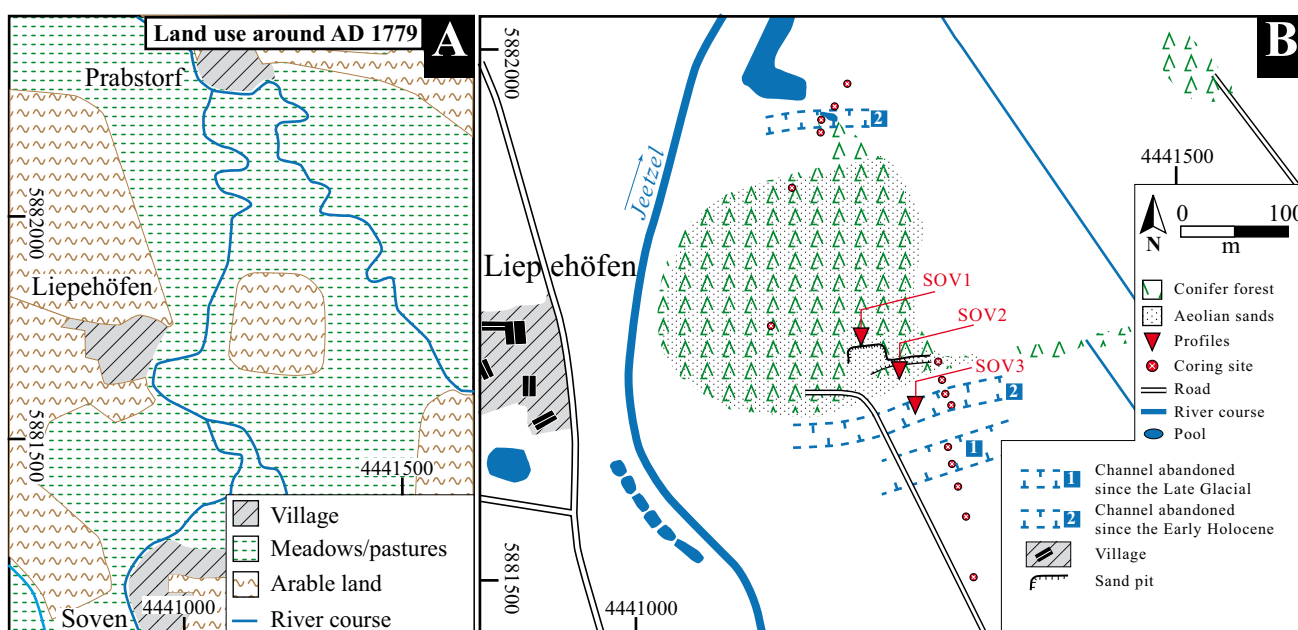 Land use around AD 1779
A
Prabstorf
5882000
Liepehöfen
5881500
4441500
Village
Meadows/pastures
Arable land
River course
4441000
Soven
B
5882000
2
4441500
Jeetzel
0 100
m
N
Liepehöfen
SOV1
SOV2
SOV3
2
1
Conifer forest
Aeolian sands
Profiles
Coring site
Road
River course
Pool
1 Channel abandoned
since the Late Glacial
2 Channel abandoned
since the Early Holocene
Village
Sand pit
5881500
4441000